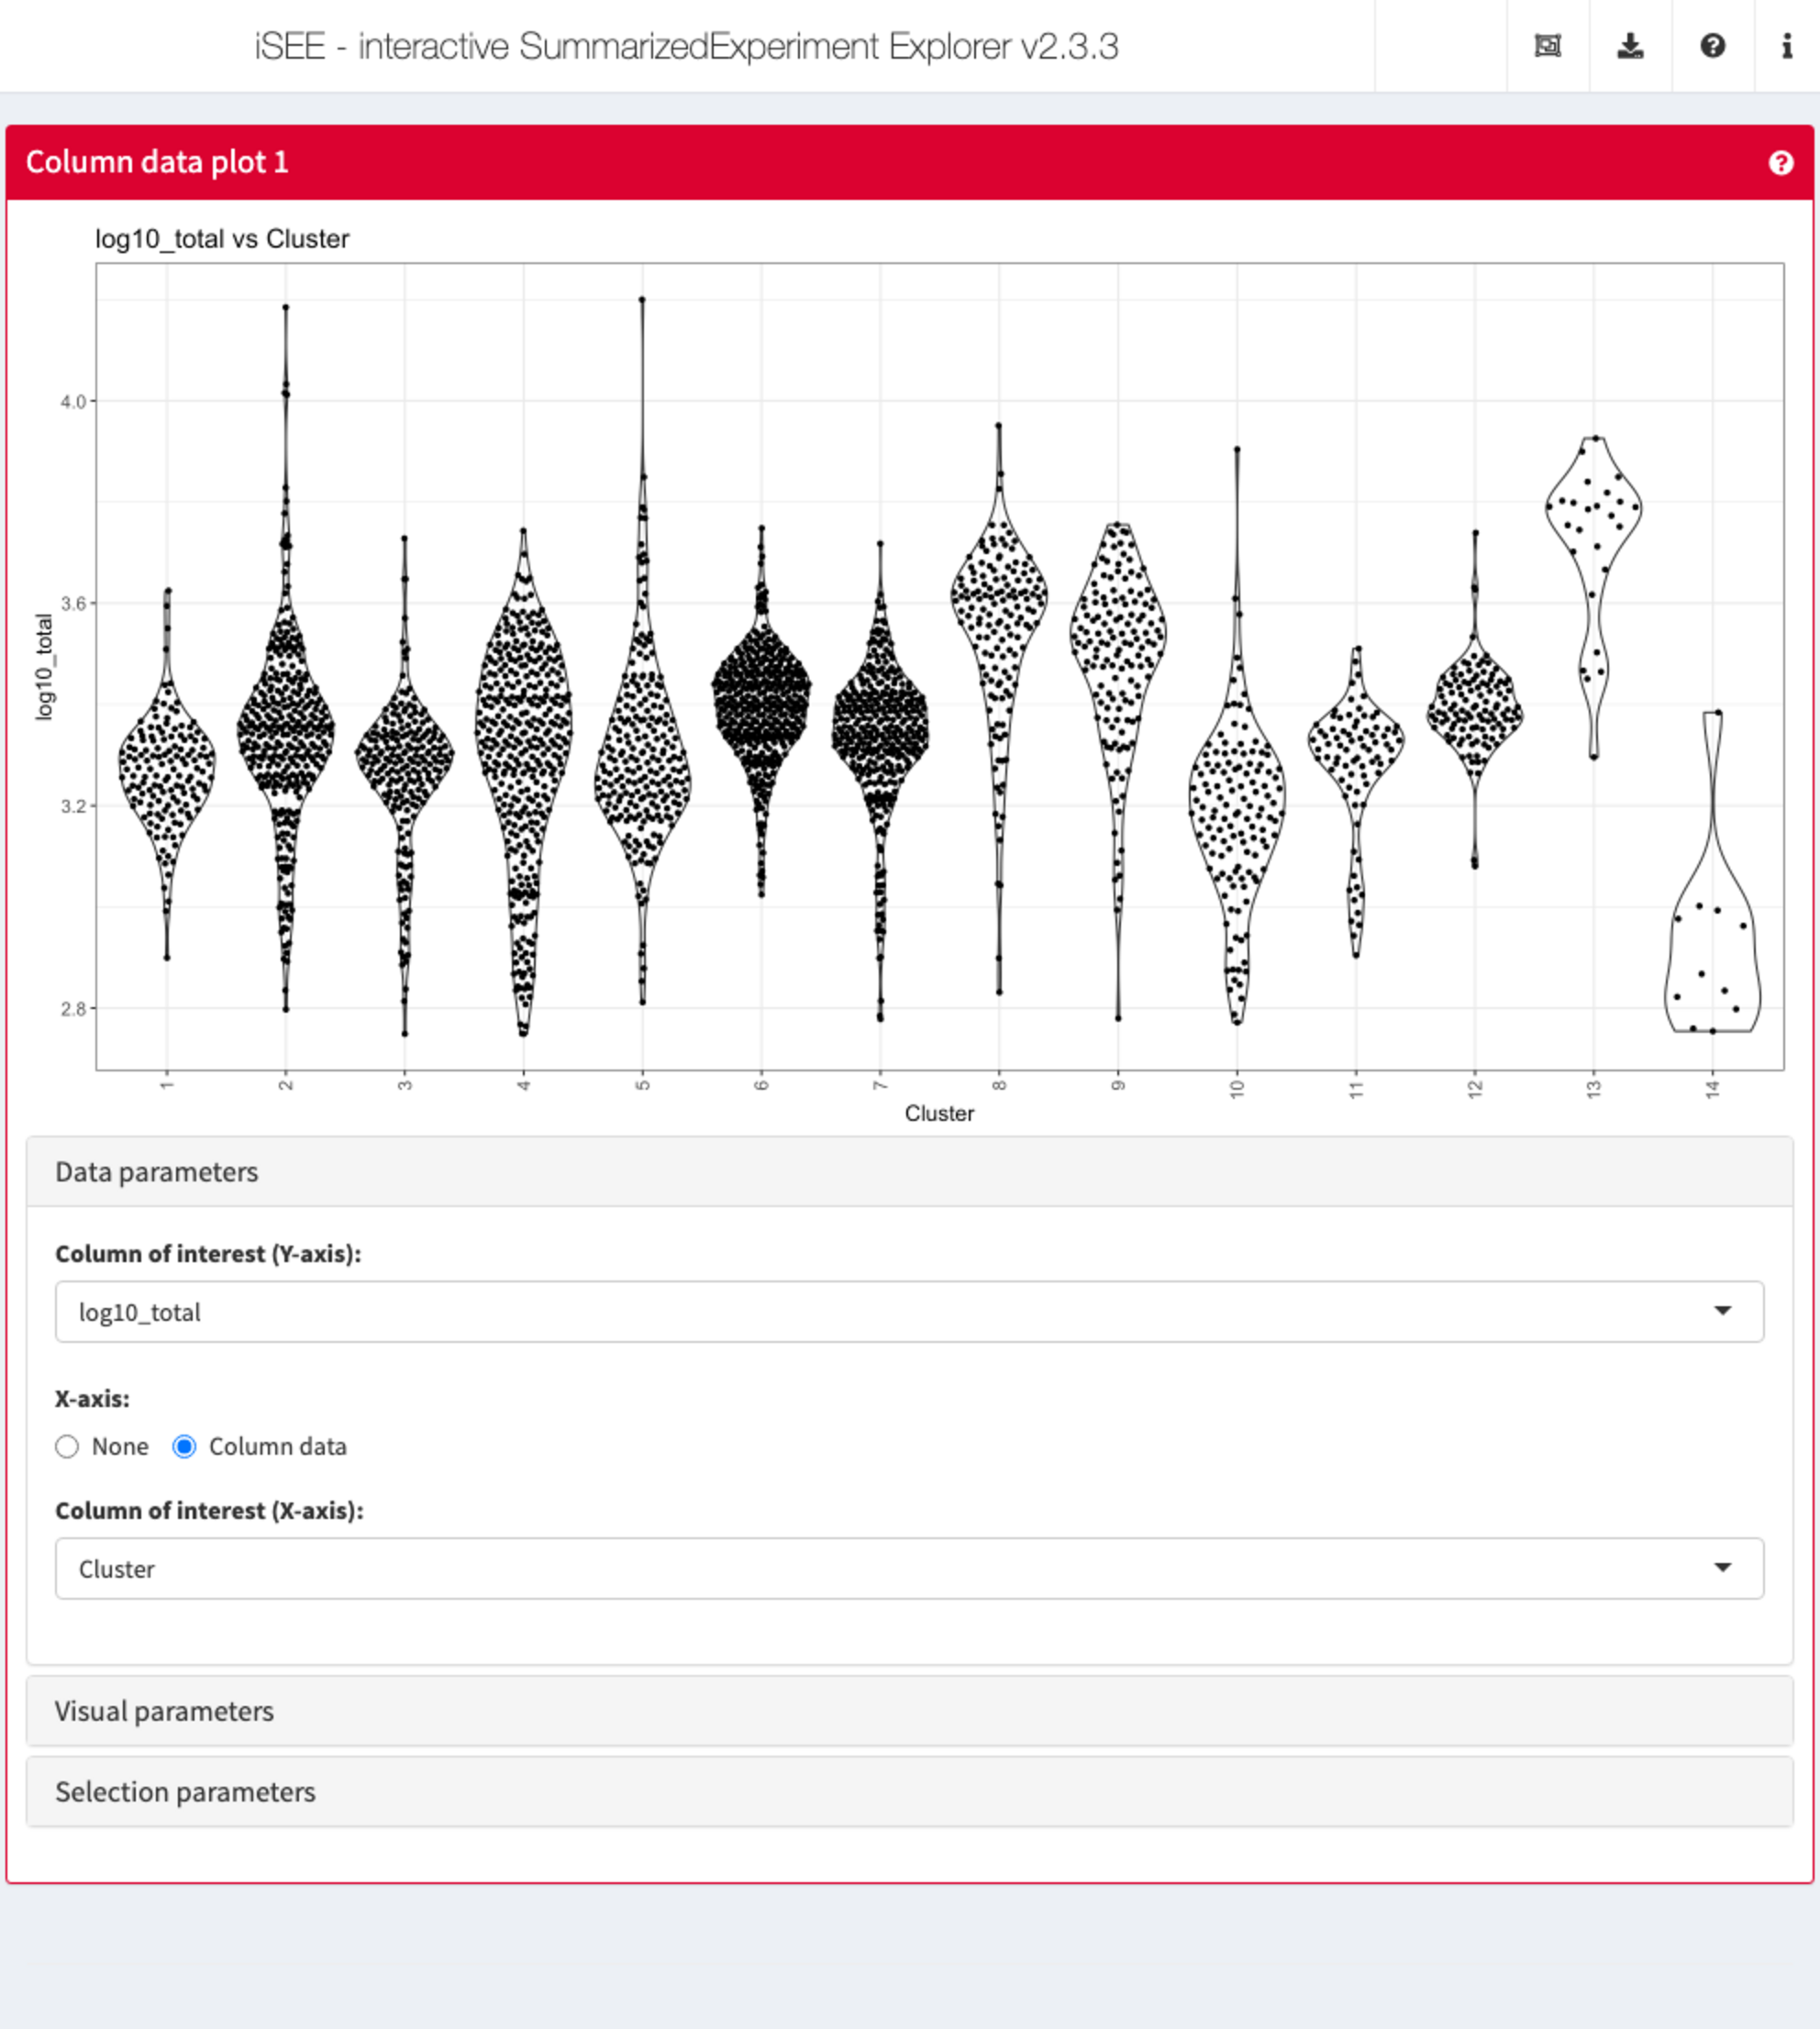 iSEE - interactive SummarizedExperiment Explorer v2.3.3
Column data plot 1
log10_total vs Cluster
log10_total
4.0
3.6
3.2
2.8
1 2 3 4 5 6 7 8 9 10 11 12 13 14
Cluster
Data parameters
Column of interest (Y-axis):
log10_total
X-axis:
None Column data
Column of interest (X-axis):
Cluster
Visual parameters
Selection parameters